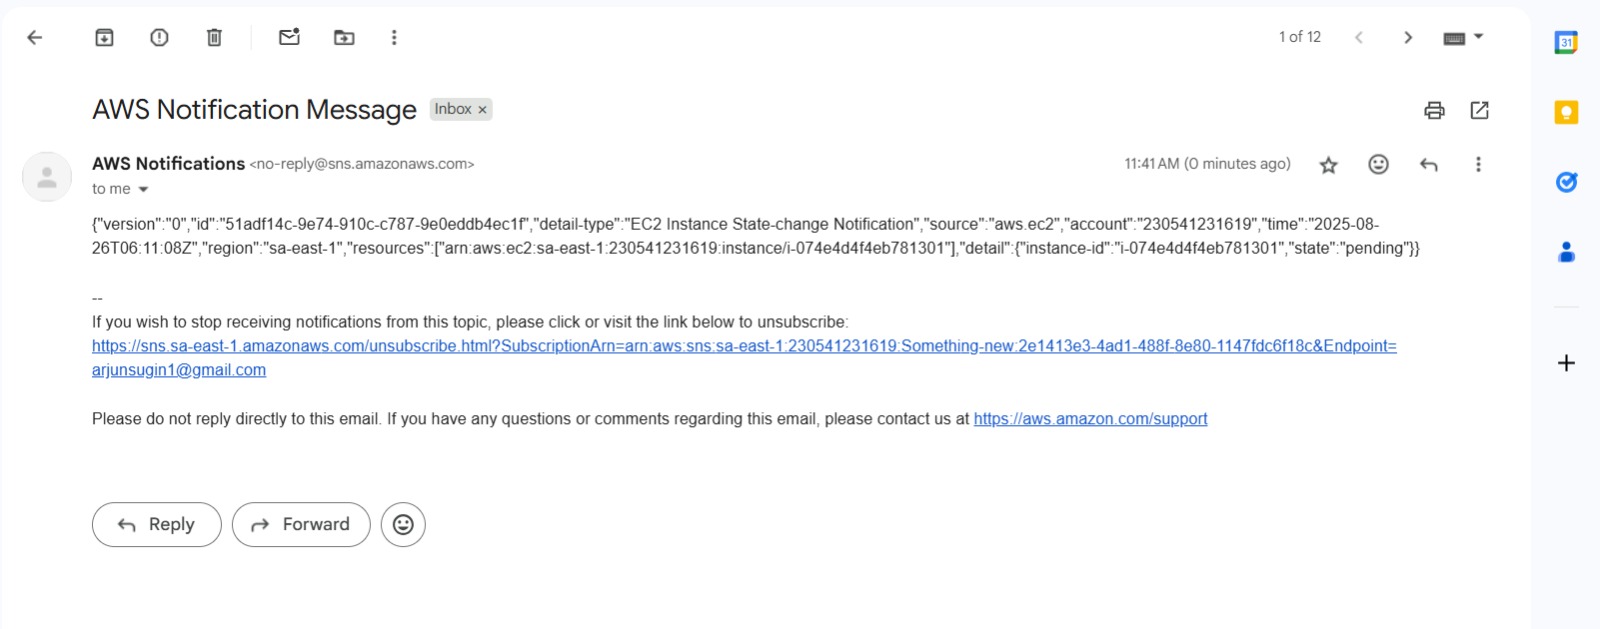 1 of 12
AWS Notification Message Inbox ×
AWS Notifications <no-reply@sns.amazonaws.com> 11:41 AM (0 minutes ago)
to me
{"version":"0","id":"51adf14c-9e74-910c-c787-9e0eddb4ec1f","detail-type":"EC2 Instance State-change Notification","source":"aws.ec2","account":"230541231619","time":"2025-08-
26T06:11:08Z","region":"sa-east-1","resources":["arn:aws:ec2:sa-east-1:230541231619:instance/i-074e4d4f4eb781301"],"detail":{"instance-id":"i-074e4d4f4eb781301","state":"pending"}}
--
If you wish to stop receiving notifications from this topic, please click or visit the link below to unsubscribe:
https://sns.sa-east-1.amazonaws.com/unsubscribe.html?SubscriptionArn=arn:aws:sns:sa-east-1:230541231619:Something-new:2e1413e3-4ad1-488f-8e80-1147fdc6f18c&Endpoint=
arjunsugin1@gmail.com
Please do not reply directly to this email. If you have any questions or comments regarding this email, please contact us at https://aws.amazon.com/support
Reply Forward
31